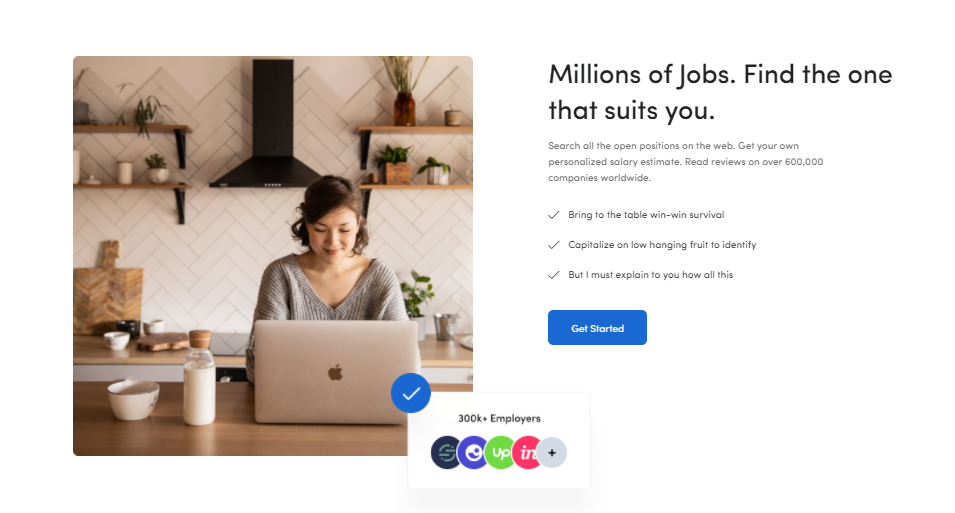 Millions of Jobs. Find the one
that suits you.
Search all the open positions on the web. Get your own
personalized salary estimate. Read reviews on over 600,000
companies worldwide.
Bring to the table win-win survival
Capitalize on low hanging fruit to identify
But I must explain to you how all this
Get Started
300k+ Employers
Up
in
+